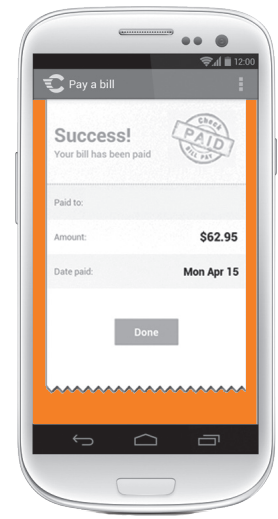 12:00
Pay a bill
Success!
Your bill has been paid
Check
PAID
BILL PAY
Paid to:
Amount: $62.95
Date paid: Mon Apr 15
Done